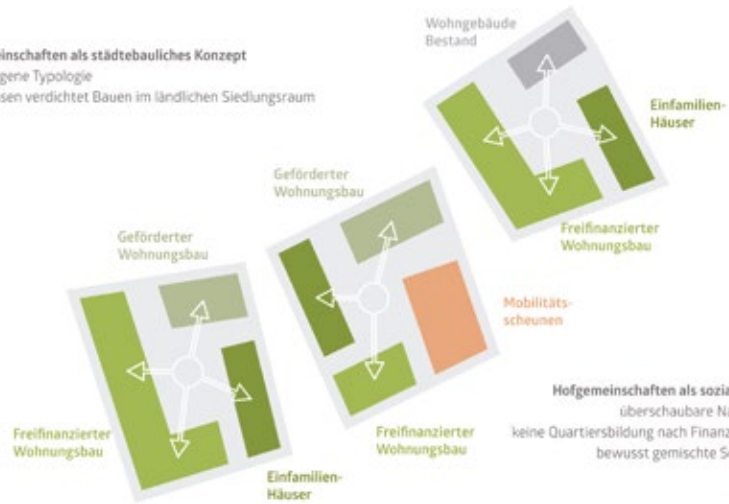 einschaften als städtebauliches Konzept
gene Typologie
sen verdichtet Bauen im ländlichen Siedlungsraum
Wohngebäude
Bestand
Einfamilien-
Häuser
Freifinanzierter
Wohnungsbau
Geförderter
Wohnungsbau
Mobilitäts-
scheunen
Freifinanzierter
Wohnungsbau
Geförderter
Wohnungsbau
Freifinanzierter
Wohnungsbau
Einfamilien-
Häuser
Hofgemeinschaften als sozia
überschaubare Na
keine Quartiersbildung nach Finanz
bewusst gemischte S